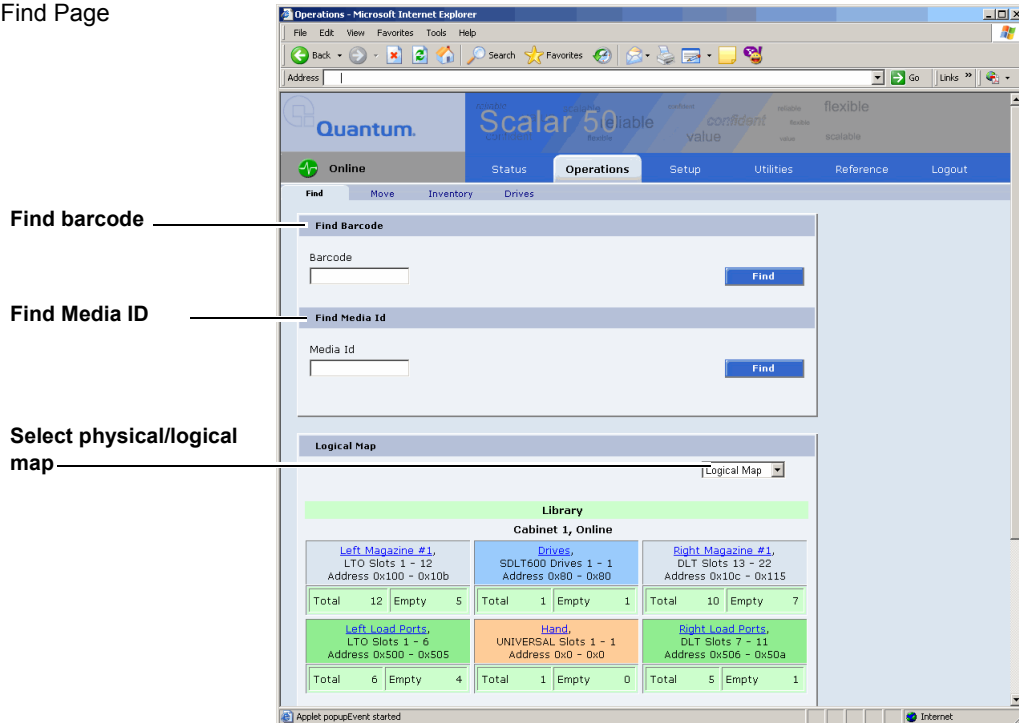 Find Page
Operations - Microsoft Internet Explorer
File Edit View Favorites Tools Help
Back Search Favorites
Address Go Links »
Quantum.
Scalar 50
reliable
flexible
confident
value
confident
reliable
flexible
value
flexible
scalable
Online
Status Operations Setup Utilities Reference Logout
Find Move Inventory Drives
Find barcode
Find Barcode
Barcode
Find
Find Media ID
Find Media Id
Media Id
Find
Select physical/logical
map
Logical Map
Logical Map
Library
Cabinet 1, Online
Left Magazine #1,
LTO Slots 1 - 12
Address 0x100 - 0x10b
Total 12 Empty 5
Drives,
SDLT600 Drives 1 - 1
Address 0x80 - 0x80
Total 1 Empty 1
Right Magazine #1,
DLT Slots 13 - 22
Address 0x10c - 0x115
Total 10 Empty 7
Left Load Ports,
LTO Slots 1 - 6
Address 0x500 - 0x505
Total 6 Empty 4
Hand,
UNIVERSAL Slots 1 - 1
Address 0x0 - 0x0
Total 1 Empty 0
Right Load Ports,
DLT Slots 7 - 11
Address 0x506 - 0x50a
Total 5 Empty 1
Applet popupEvent started
Internet